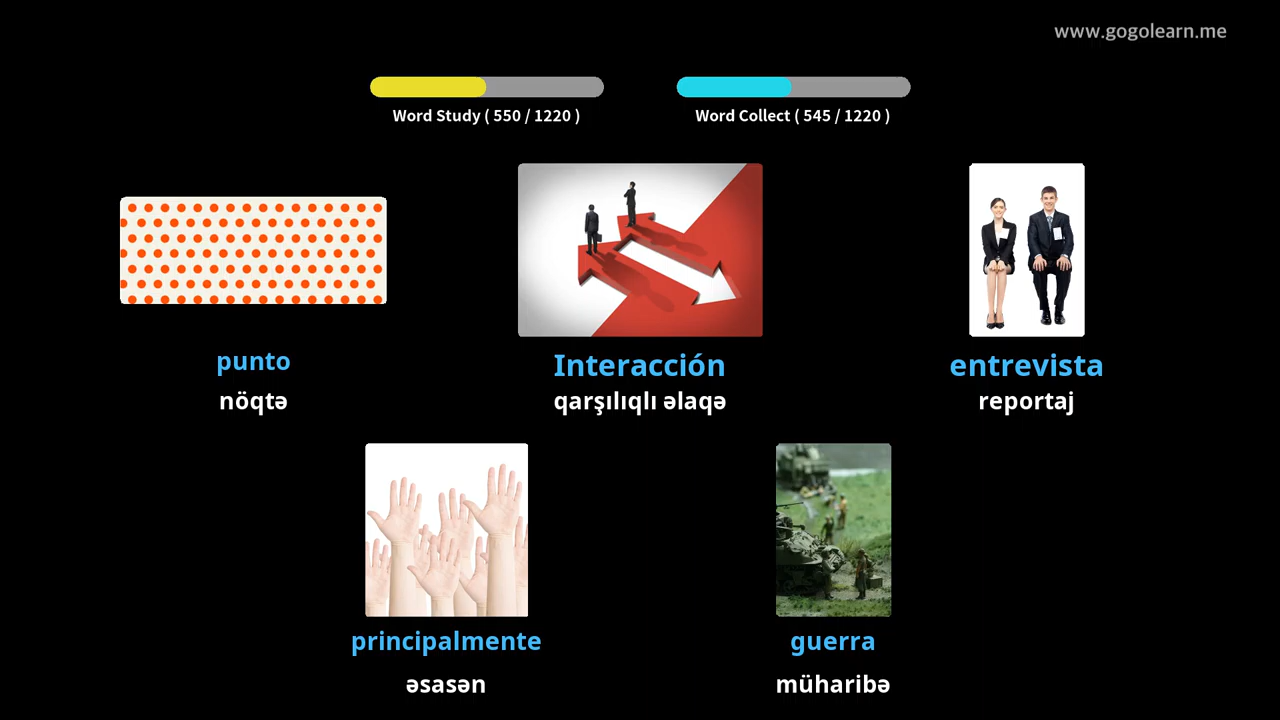 www.gogolearn.me
Word Study ( 550 / 1220 )
Word Collect ( 545 / 1220 )
punto
nöqtə
Interacción
qarşılıqlı əlaqə
entrevista
reportaj
principalmente
əsasən
guerra
müharibə